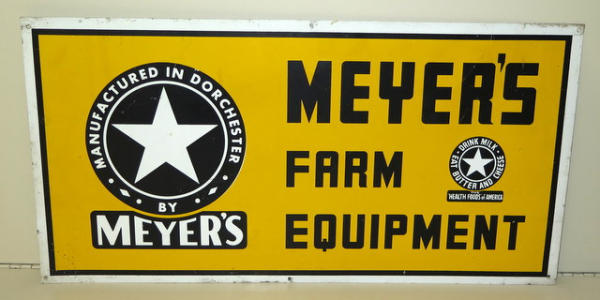 MANUFACTURED IN DORCHESTER
BY
MEYER'S
MEYER'S
FARM
EQUIPMENT
DRINK MILK
EAT BUTTER AND CHEESE
HEALTH FOODS of AMERICA